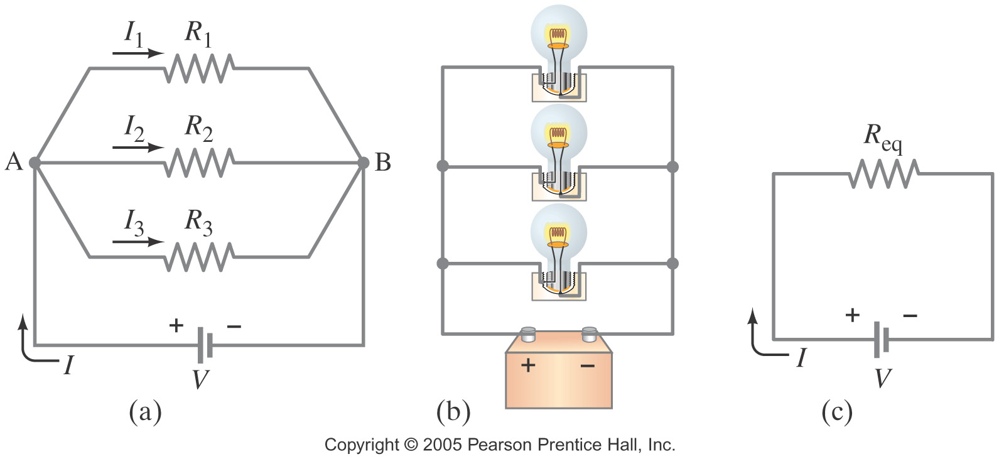 I1 R1
I2 R2
A B
I3 R3
+ −
I
V
(a)
+ −
(b)
Req
+ −
I
V
(c)
Copyright © 2005 Pearson Prentice Hall, Inc.